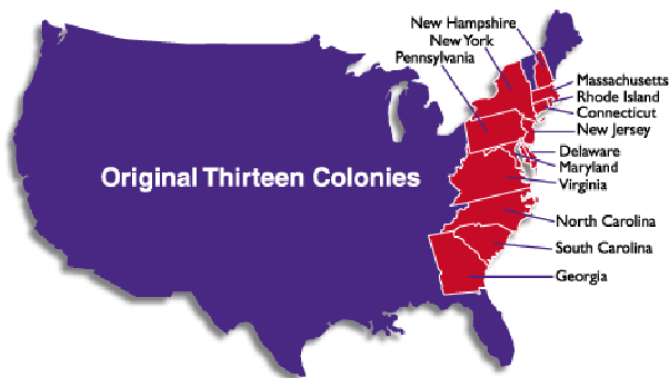 New Hampshire
New York
Pennsylvania
Massachusetts
Rhode Island
Connecticut
New Jersey
Delaware
Maryland
Virginia
Original Thirteen Colonies
North Carolina
South Carolina
Georgia